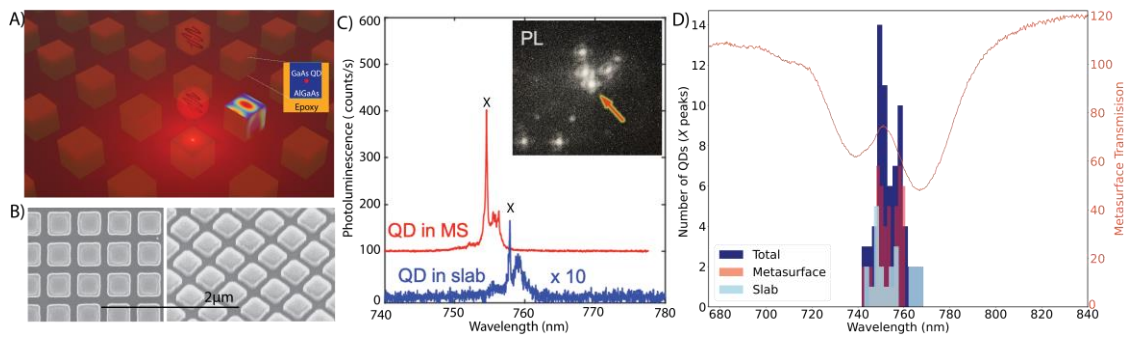 A)
GaAs QD
AlGaAs
Epoxy
B)
2μm
C)
Photoluminescence ( counts/s)
600
500
400
300
200
100
0
PL
X
X
QD in MS
QD in slab
x 10
740
750
760
770
780
Wavelength (nm)
D)
Number of QDs (X peaks)
14
12
10
8
6
4
2
0
Total
Metasurface
Slab
675
700
720
740
760
780
800
820
840
Wavelength (nm)
120
100
80
60
40
20
0
Metasurface Transmisison